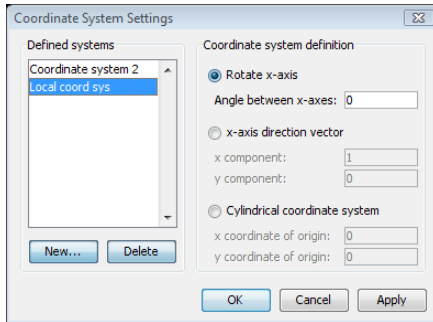 Coordinate System Settings
Defined systems
Coordinate system 2
Local coord sys
New...
Delete
Coordinate system definition
Rotate x-axis
Angle between x-axes: 0
x-axis direction vector
x component: 1
y component: 0
Cylindrical coordinate system
x coordinate of origin: 0
y coordinate of origin: 0
OK
Cancel
Apply